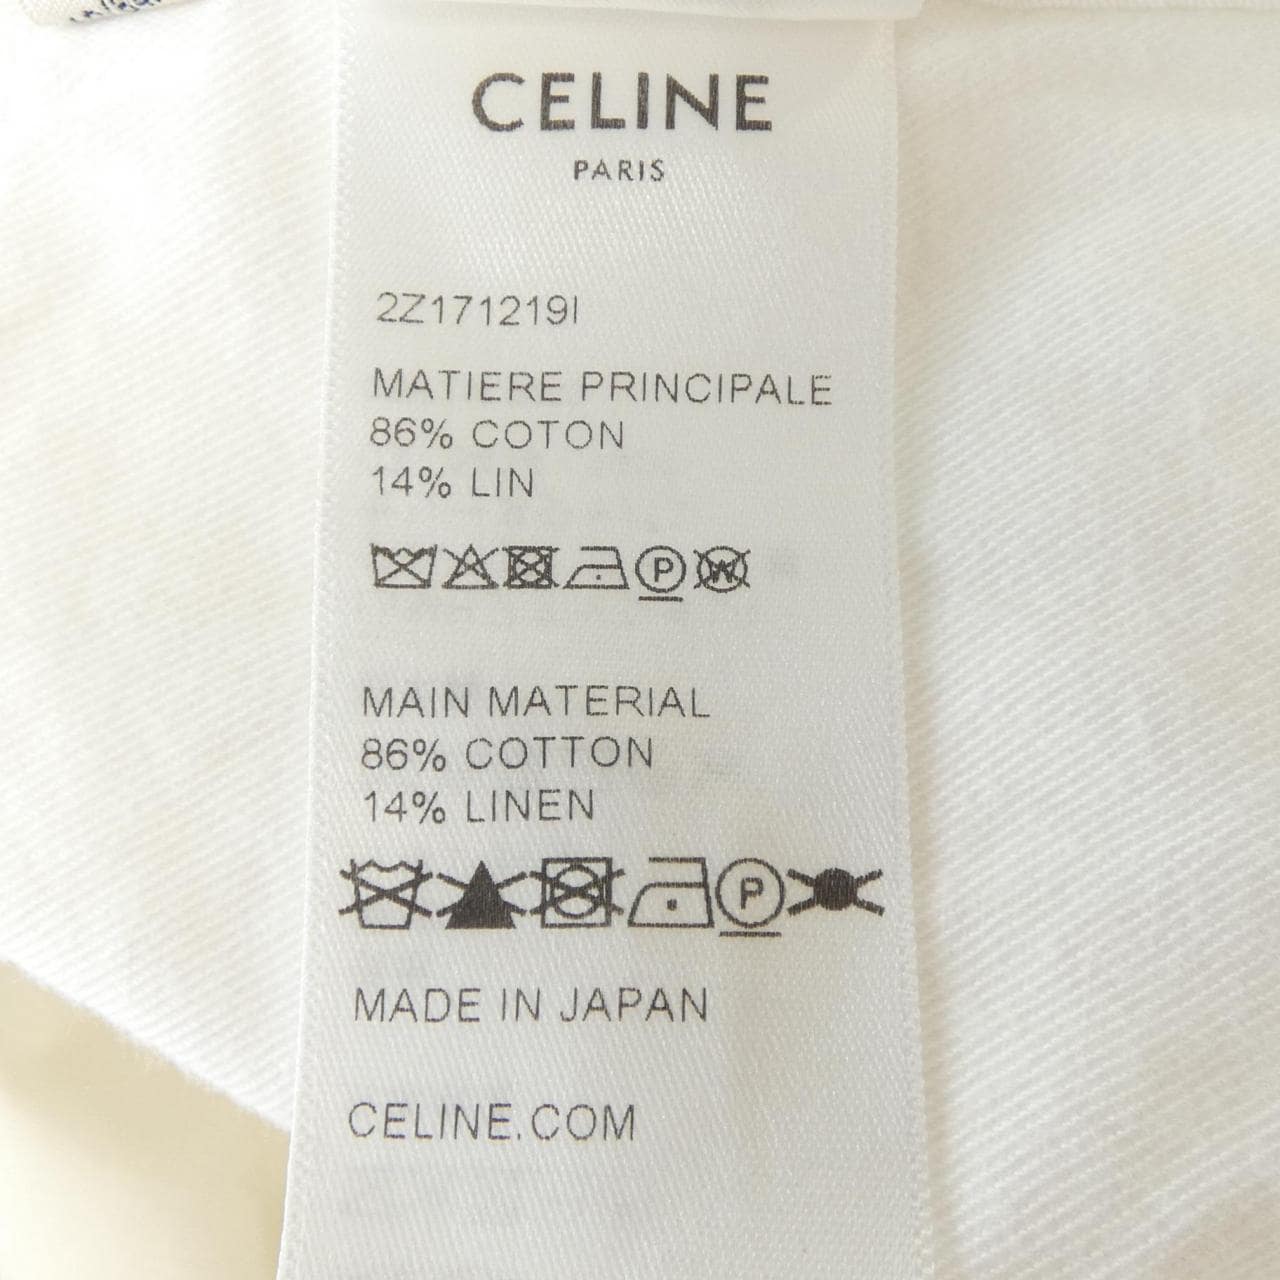 CELINE
PARIS
2Z171219I
MATIERE PRINCIPALE
86% COTON
14% LIN
P W
MAIN MATERIAL
86% COTTON
14% LINEN
P
MADE IN JAPAN
CELINE.COM